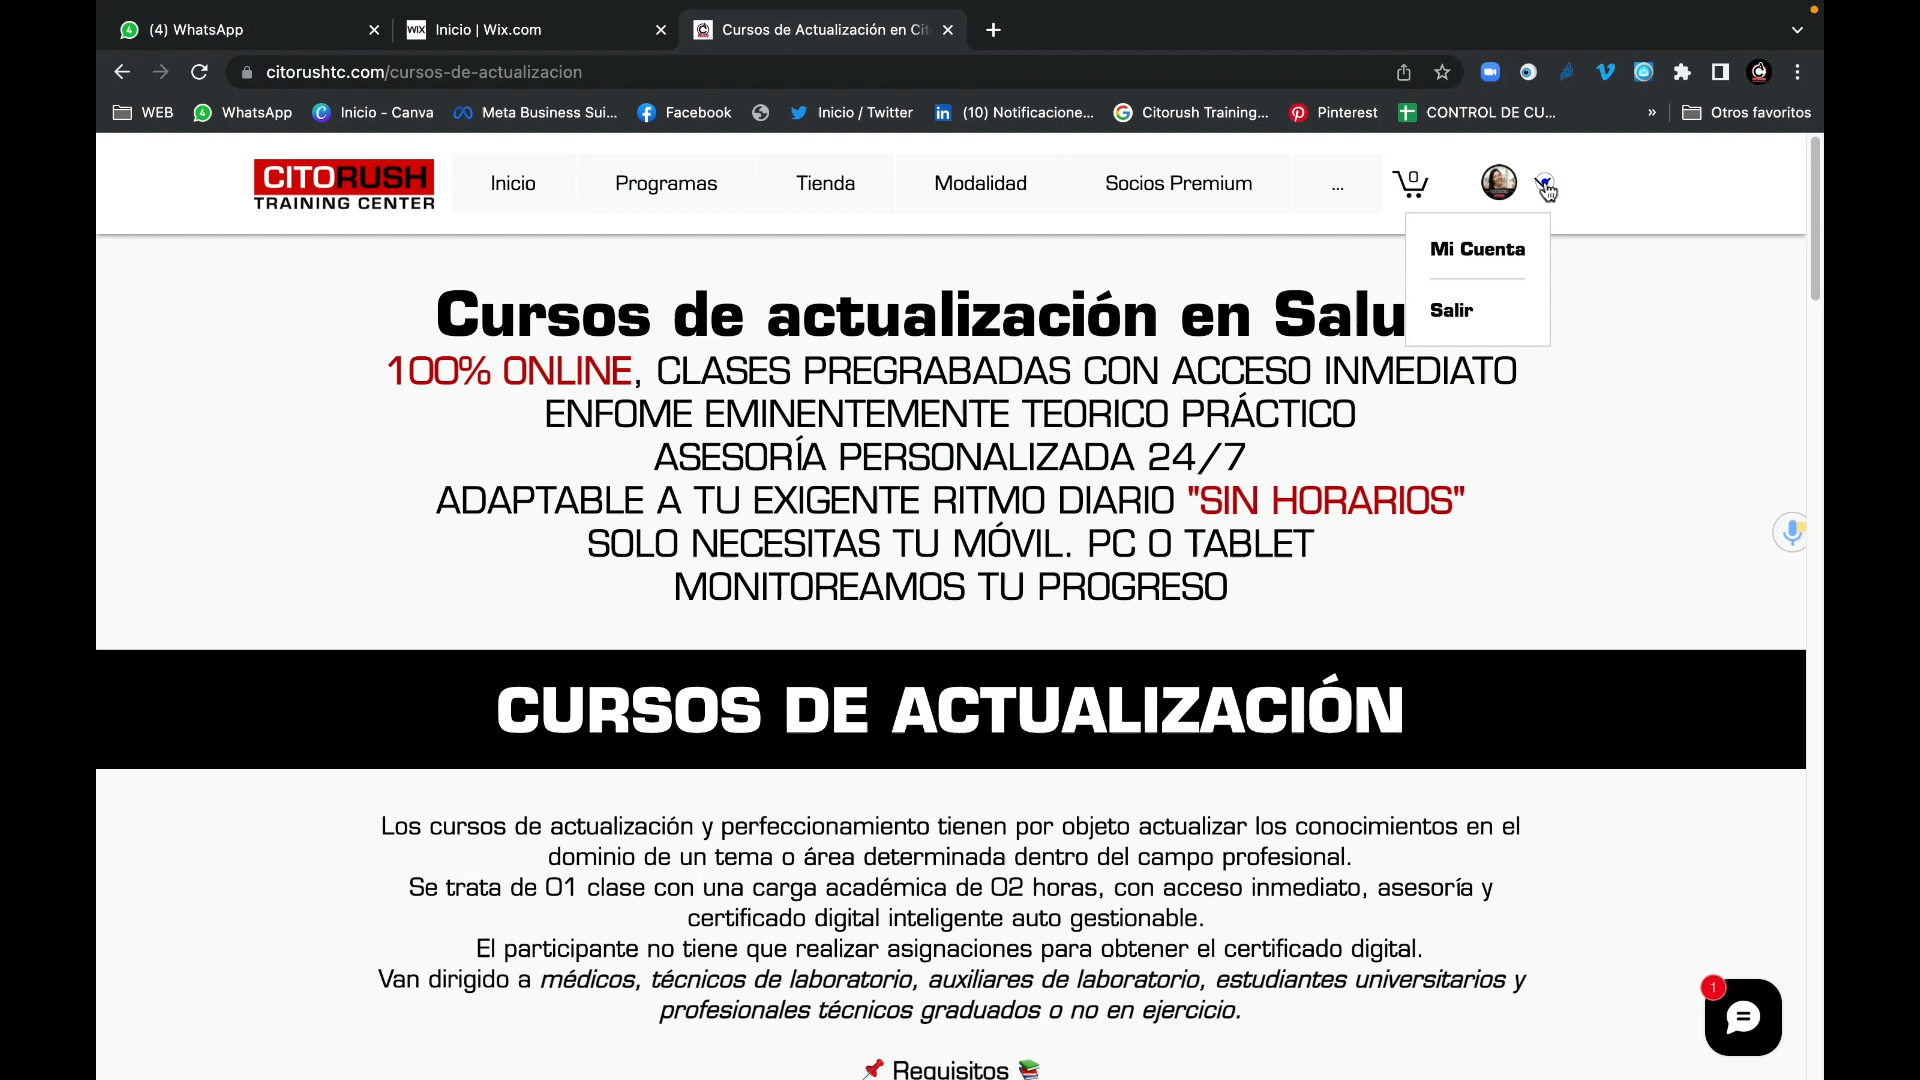 (4) WhatsApp
WIX Inicio | Wix.com
Cursos de Actualización en Cit
citorushtc.com/cursos-de-actualizacion
WEB
WhatsApp
Inicio - Canva
Meta Business Sui...
Facebook
Inicio / Twitter
(10) Notificacione...
Citorush Training...
Pinterest
CONTROL DE CU...
»
Otros favoritos
CITORUSH
TRAINING CENTER
Inicio
Programas
Tienda
Modalidad
Socios Premium
...
0
Mi Cuenta
Salir
Cursos de actualización en Salu
100% ONLINE, CLASES PREGRABADAS CON ACCESO INMEDIATO
ENFOME EMINENTEMENTE TEORICO PRÁCTICO
ASESORÍA PERSONALIZADA 24/7
ADAPTABLE A TU EXIGENTE RITMO DIARIO "SIN HORARIOS"
SOLO NECESITAS TU MÓVIL. PC O TABLET
MONITOREAMOS TU PROGRESO
CURSOS DE ACTUALIZACIÓN
Los cursos de actualización y perfeccionamiento tienen por objeto actualizar los conocimientos en el
dominio de un tema o área determinada dentro del campo profesional.
Se trata de 01 clase con una carga académica de 02 horas, con acceso inmediato, asesoría y
certificado digital inteligente auto gestionable.
El participante no tiene que realizar asignaciones para obtener el certificado digital.
Van dirigido a médicos, técnicos de laboratorio, auxiliares de laboratorio, estudiantes universitarios y
profesionales técnicos graduados o no en ejercicio.
📌 Requisitos 📚
1